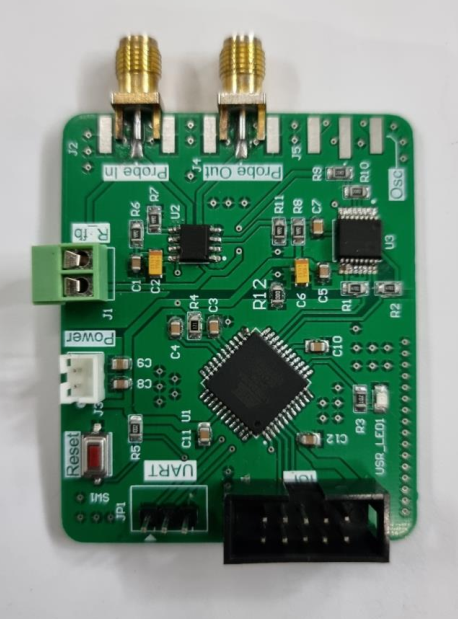 J2
Probe In
J4
Probe Out
J5
R9
R10
Osc
R7
R6
U2
R11
R8
C7
U3
J1
C1
C2
R12
C6
C5
R1
R2
Power
R4
C4
C3
C9
C8
C10
Reset
U1
R5
C11
C12
R3
USR_LED1
SW1
JP1
UART